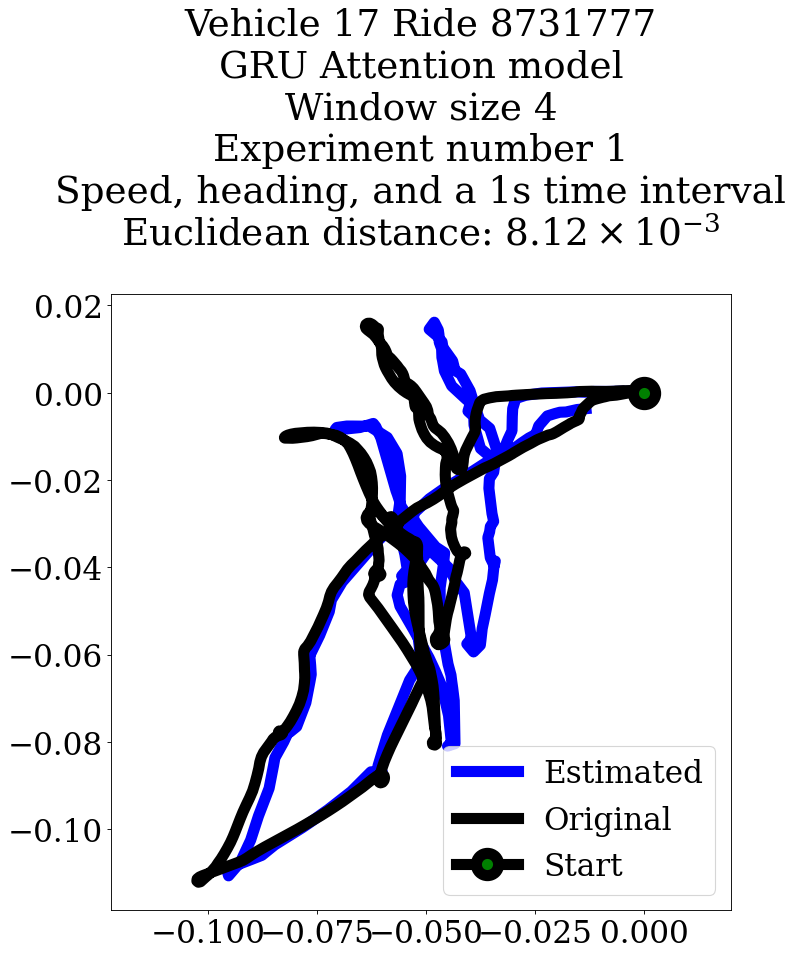 Vehicle 17 Ride 8731777
GRU Attention model
Window size 4
Experiment number 1
Speed, heading, and a 1s time interval
Euclidean distance: 8.12 × 10⁻³
0.02
0.00
−0.02
−0.04
−0.06
−0.08
−0.10
Estimated
Original
Start
−0.100 −0.075 −0.050 −0.025 0.000